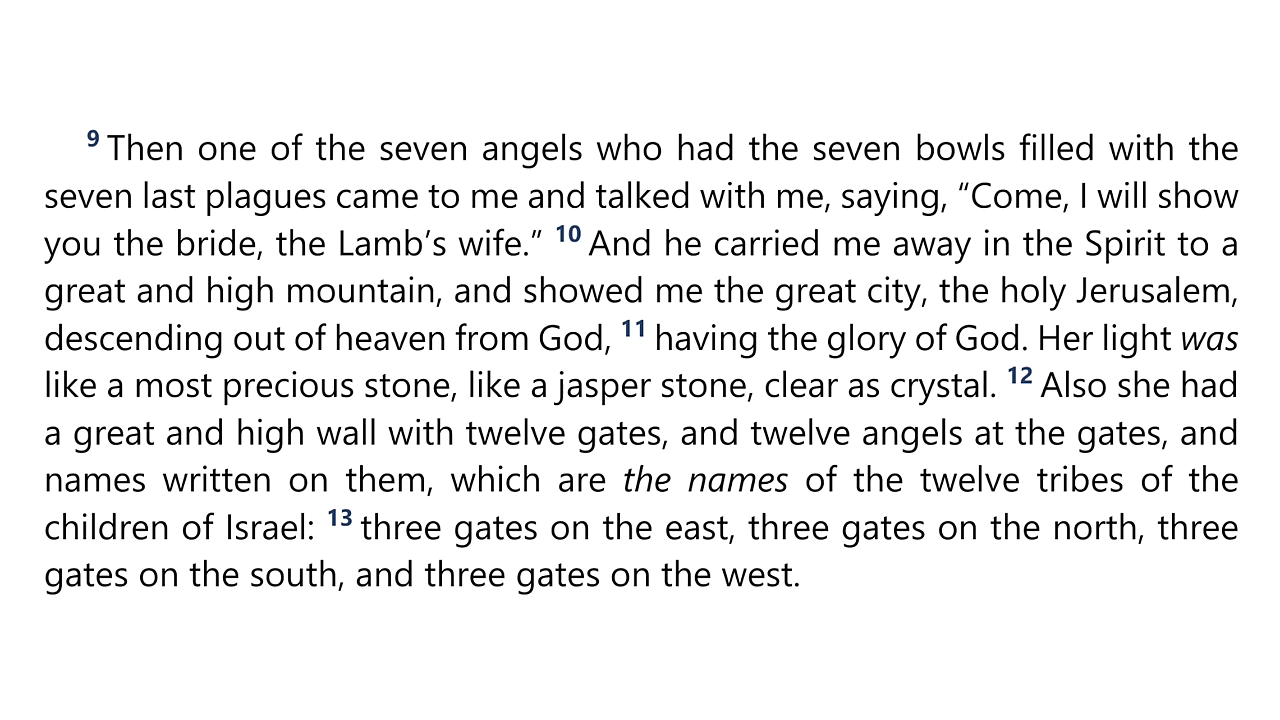 9 Then one of the seven angels who had the seven bowls filled with the
seven last plagues came to me and talked with me, saying, “Come, I will show
you the bride, the Lamb’s wife.” 10 And he carried me away in the Spirit to a
great and high mountain, and showed me the great city, the holy Jerusalem,
descending out of heaven from God, 11 having the glory of God. Her light was
like a most precious stone, like a jasper stone, clear as crystal. 12 Also she had
a great and high wall with twelve gates, and twelve angels at the gates, and
names written on them, which are the names of the twelve tribes of the
children of Israel: 13 three gates on the east, three gates on the north, three
gates on the south, and three gates on the west.